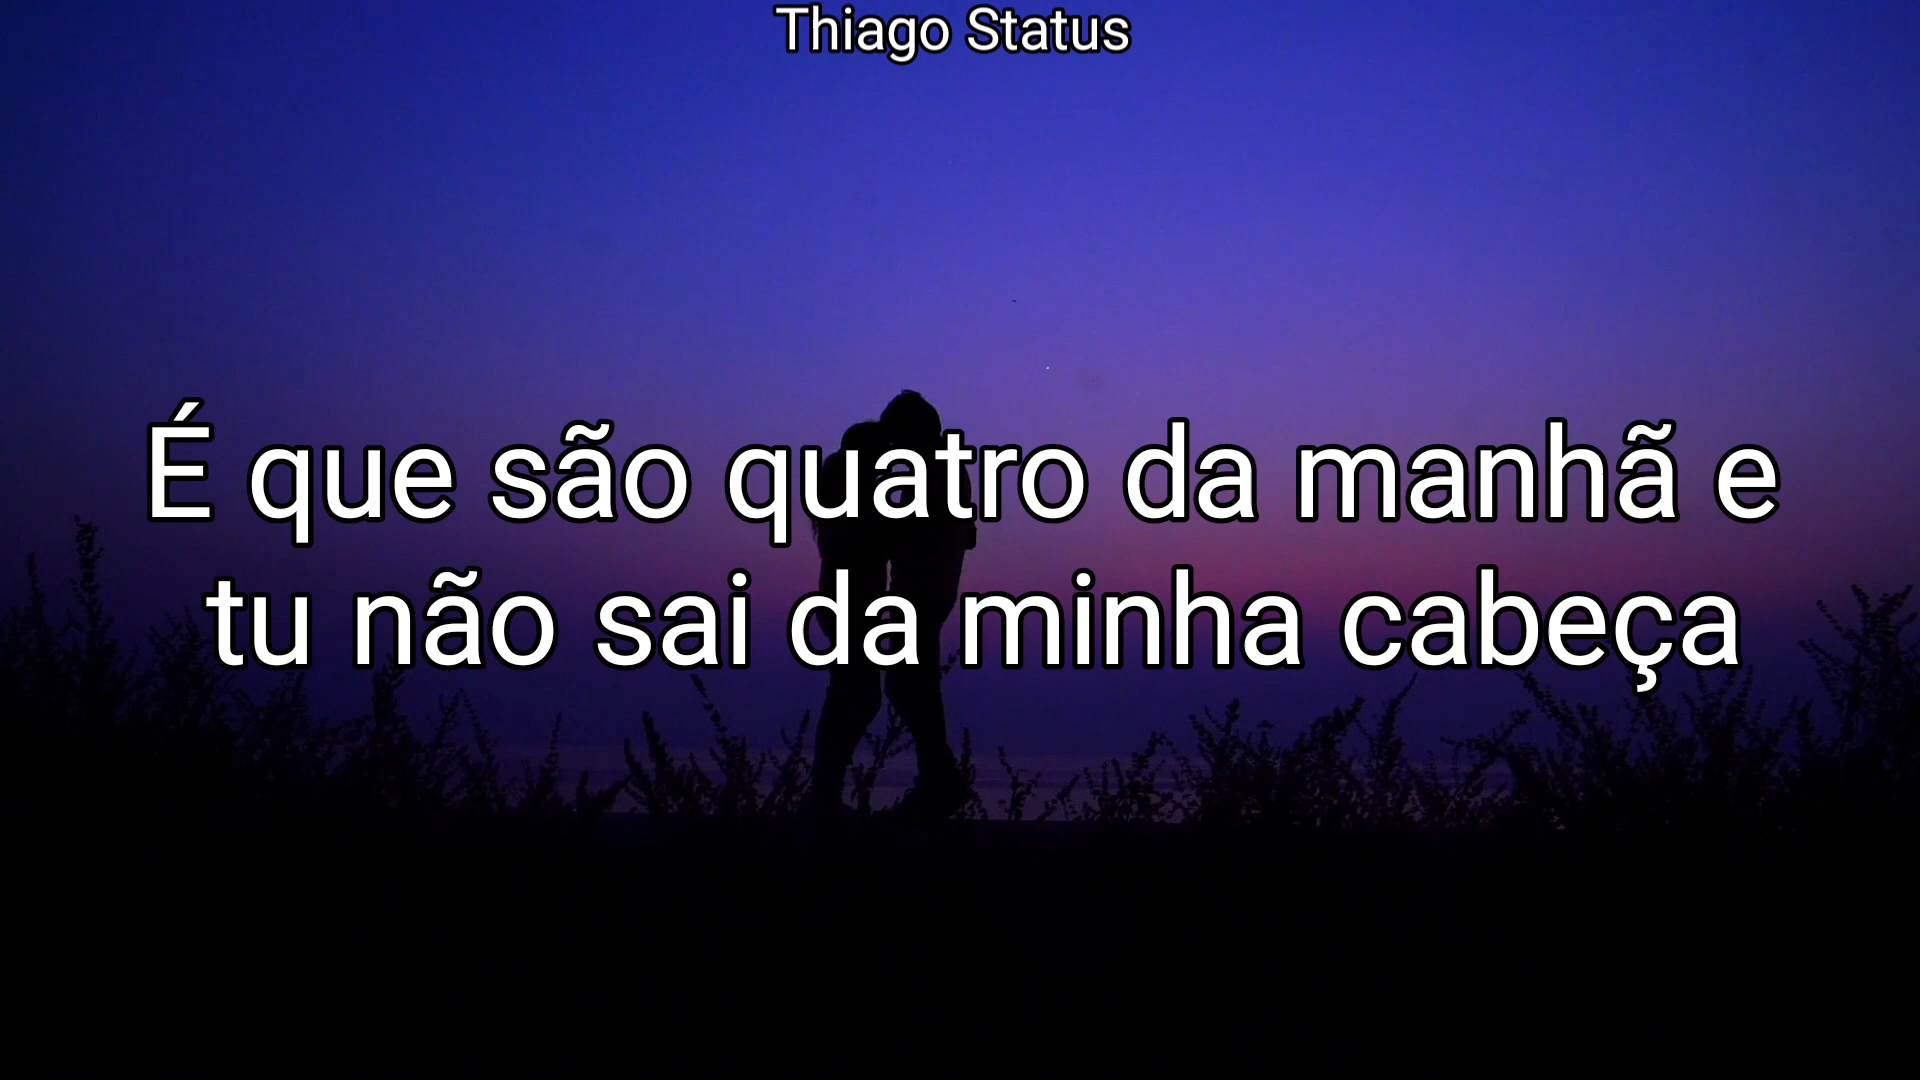 Thiago Status
É que são quatro da manhã e
tu não sai da minha cabeça